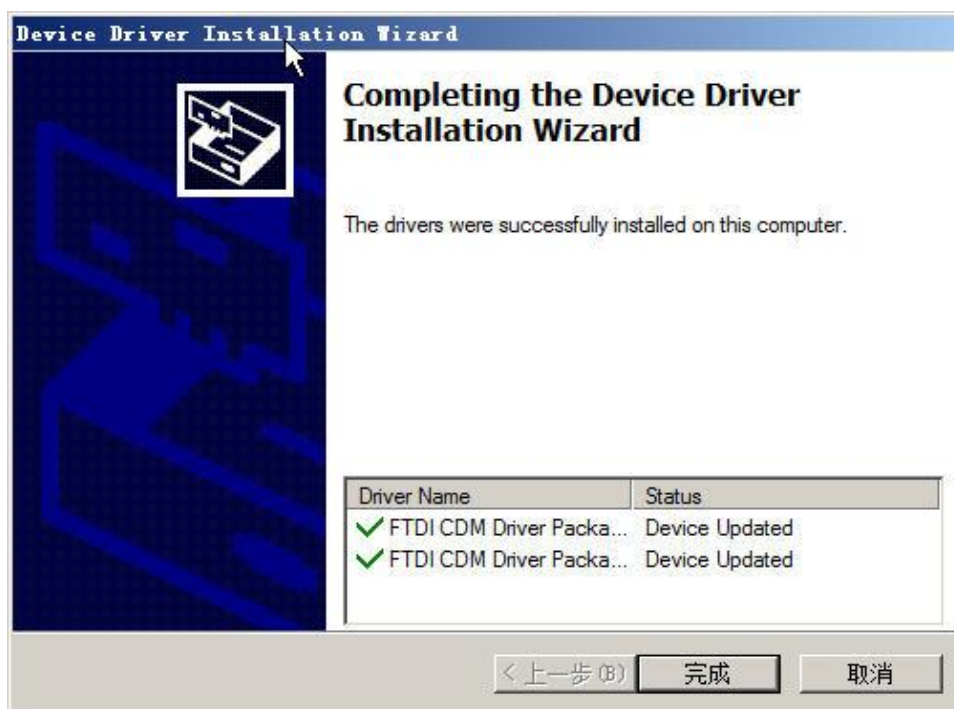 Device Driver Installation Wizard
Completing the Device Driver
Installation Wizard
The drivers were successfully installed on this computer.
Driver Name Status
FTDI CDM Driver Packa... Device Updated
FTDI CDM Driver Packa... Device Updated
< 上一步(B) 完成 取消